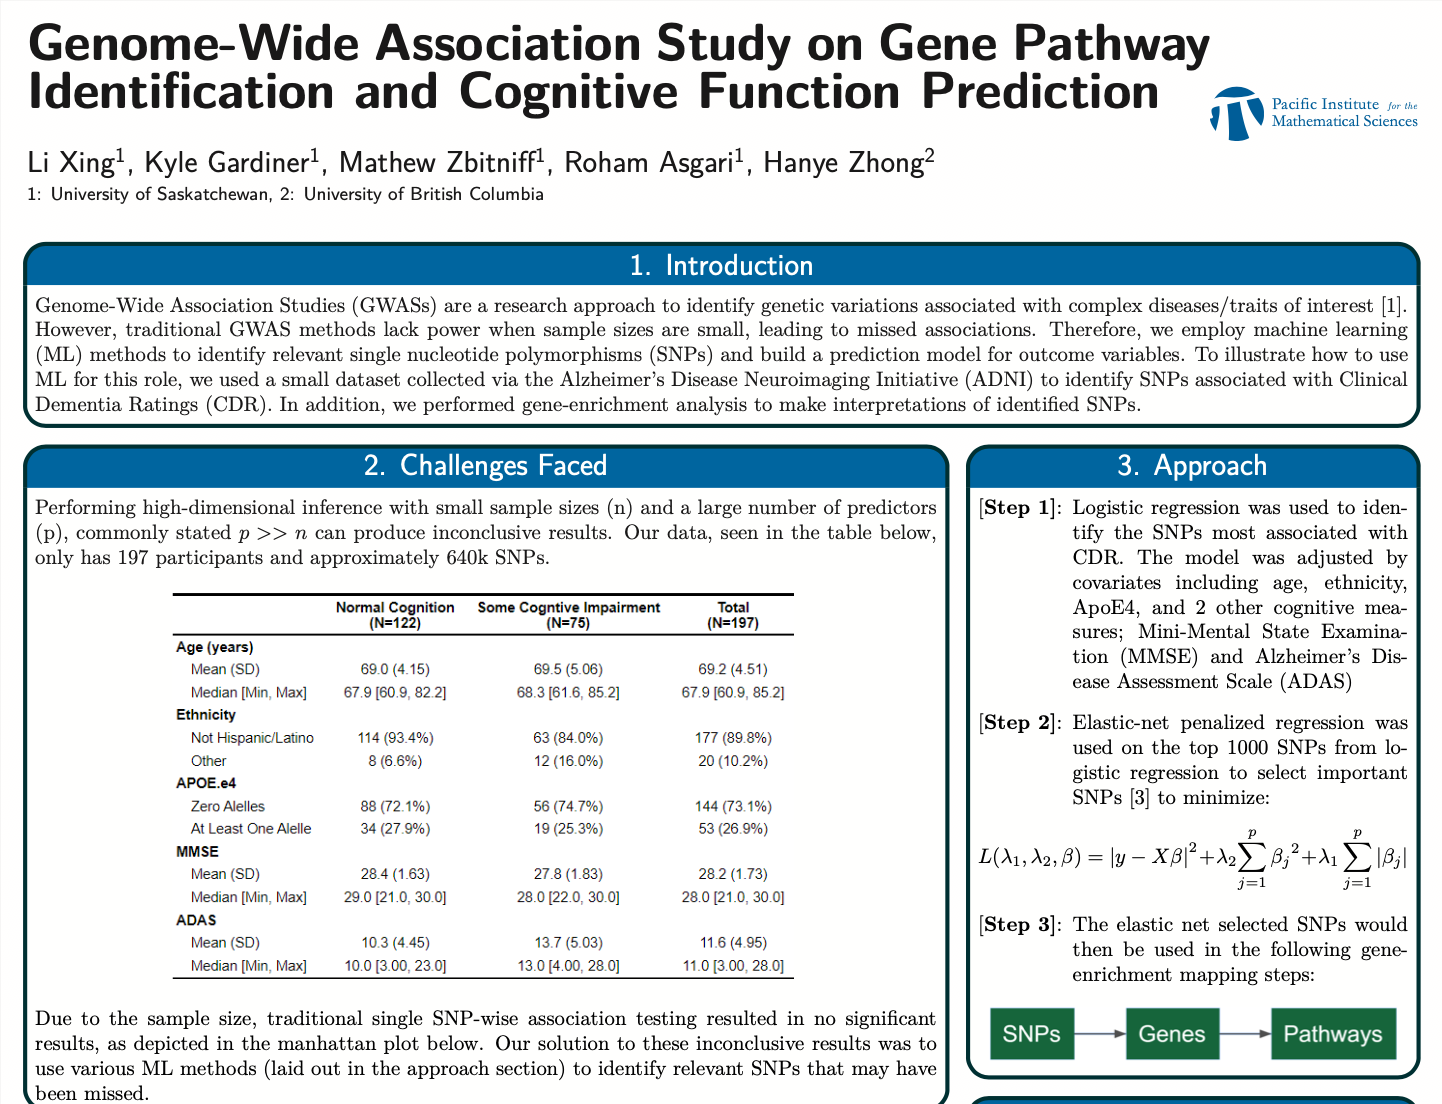 Genome-Wide Association Study on Gene Pathway
Identification and Cognitive Function Prediction
Pacific Institute for the
Mathematical Sciences
Li Xing1, Kyle Gardiner1, Mathew Zbitniff1, Roham Asgari1, Hanye Zhong2
1: University of Saskatchewan, 2: University of British Columbia
1. Introduction
Genome-Wide Association Studies (GWASs) are a research approach to identify genetic variations associated with complex diseases/traits of interest [1].
However, traditional GWAS methods lack power when sample sizes are small, leading to missed associations. Therefore, we employ machine learning
(ML) methods to identify relevant single nucleotide polymorphisms (SNPs) and build a prediction model for outcome variables. To illustrate how to use
ML for this role, we used a small dataset collected via the Alzheimer's Disease Neuroimaging Initiative (ADNI) to identify SNPs associated with Clinical
Dementia Ratings (CDR). In addition, we performed gene-enrichment analysis to make interpretations of identified SNPs.
2. Challenges Faced
Performing high-dimensional inference with small sample sizes (n) and a large number of predictors
(p), commonly stated p >> n can produce inconclusive results. Our data, seen in the table below,
only has 197 participants and approximately 640k SNPs.
Normal Cognition Some Cogntive Impairment Total
(N=122) (N=75) (N=197)
Age (years)
Mean (SD) 69.0 (4.15) 69.5 (5.06) 69.2 (4.51)
Median [Min, Max] 67.9 [60.9, 82.2] 68.3 [61.6, 85.2] 67.9 [60.9, 85.2]
Ethnicity
Not Hispanic/Latino 114 (93.4%) 63 (84.0%) 177 (89.8%)
Other 8 (6.6%) 12 (16.0%) 20 (10.2%)
APOE.e4
Zero Alelles 88 (72.1%) 56 (74.7%) 144 (73.1%)
At Least One Alelle 34 (27.9%) 19 (25.3%) 53 (26.9%)
MMSE
Mean (SD) 28.4 (1.63) 27.8 (1.83) 28.2 (1.73)
Median [Min, Max] 29.0 [21.0, 30.0] 28.0 [22.0, 30.0] 28.0 [21.0, 30.0]
ADAS
Mean (SD) 10.3 (4.45) 13.7 (5.03) 11.6 (4.95)
Median [Min, Max] 10.0 [3.00, 23.0] 13.0 [4.00, 28.0] 11.0 [3.00, 28.0]
Due to the sample size, traditional single SNP-wise association testing resulted in no significant
results, as depicted in the manhattan plot below. Our solution to these inconclusive results was to
use various ML methods (laid out in the approach section) to identify relevant SNPs that may have
been missed.
3. Approach
[Step 1]: Logistic regression was used to iden-
tify the SNPs most associated with
CDR. The model was adjusted by
covariates including age, ethnicity,
ApoE4, and 2 other cognitive mea-
sures; Mini-Mental State Examina-
tion (MMSE) and Alzheimer's Dis-
ease Assessment Scale (ADAS)
[Step 2]: Elastic-net penalized regression was
used on the top 1000 SNPs from lo-
gistic regression to select important
SNPs [3] to minimize:
L(λ1, λ2, β) = |y − Xβ|² + λ2 ∑_{j=1}^{p} βj² + λ1 ∑_{j=1}^{p} |βj|
[Step 3]: The elastic net selected SNPs would
then be used in the following gene-
enrichment mapping steps:
SNPs Genes Pathways